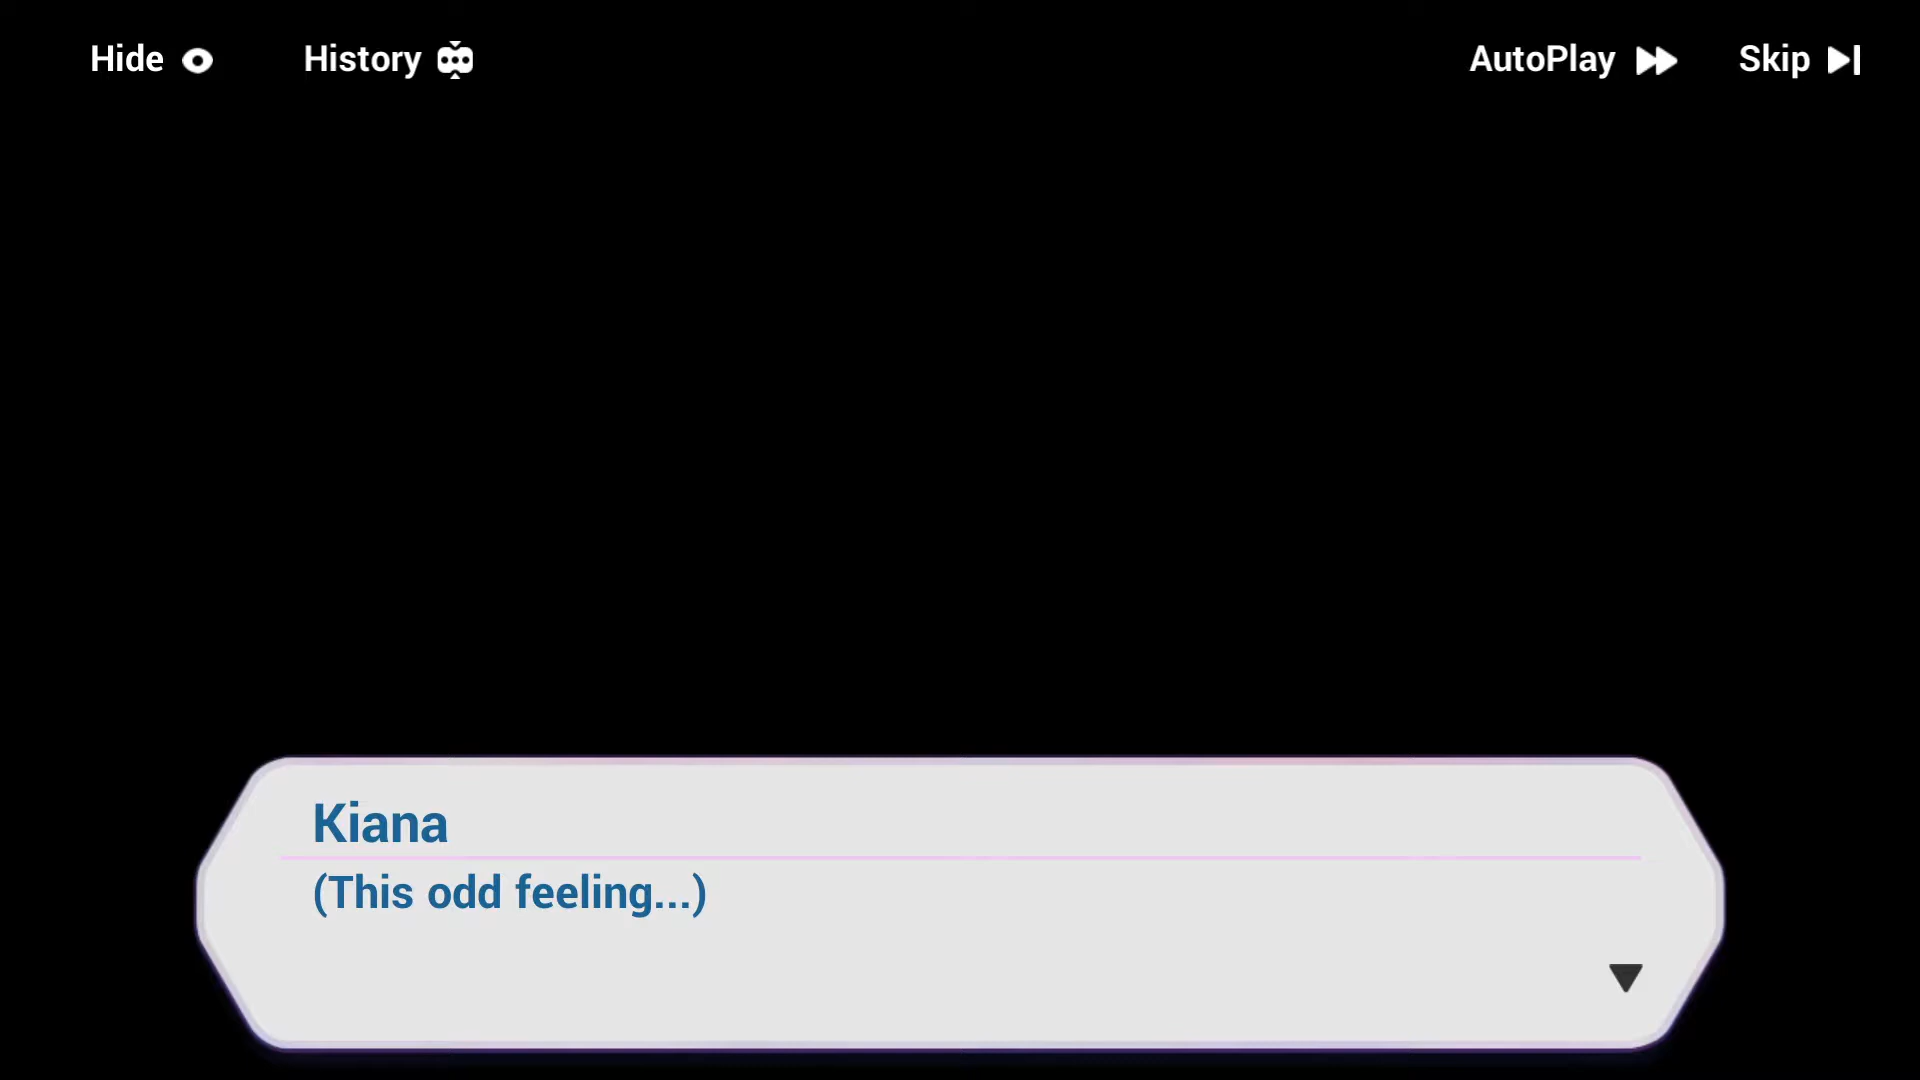 Hide
History
AutoPlay
Skip
Kiana
(This odd feeling...)